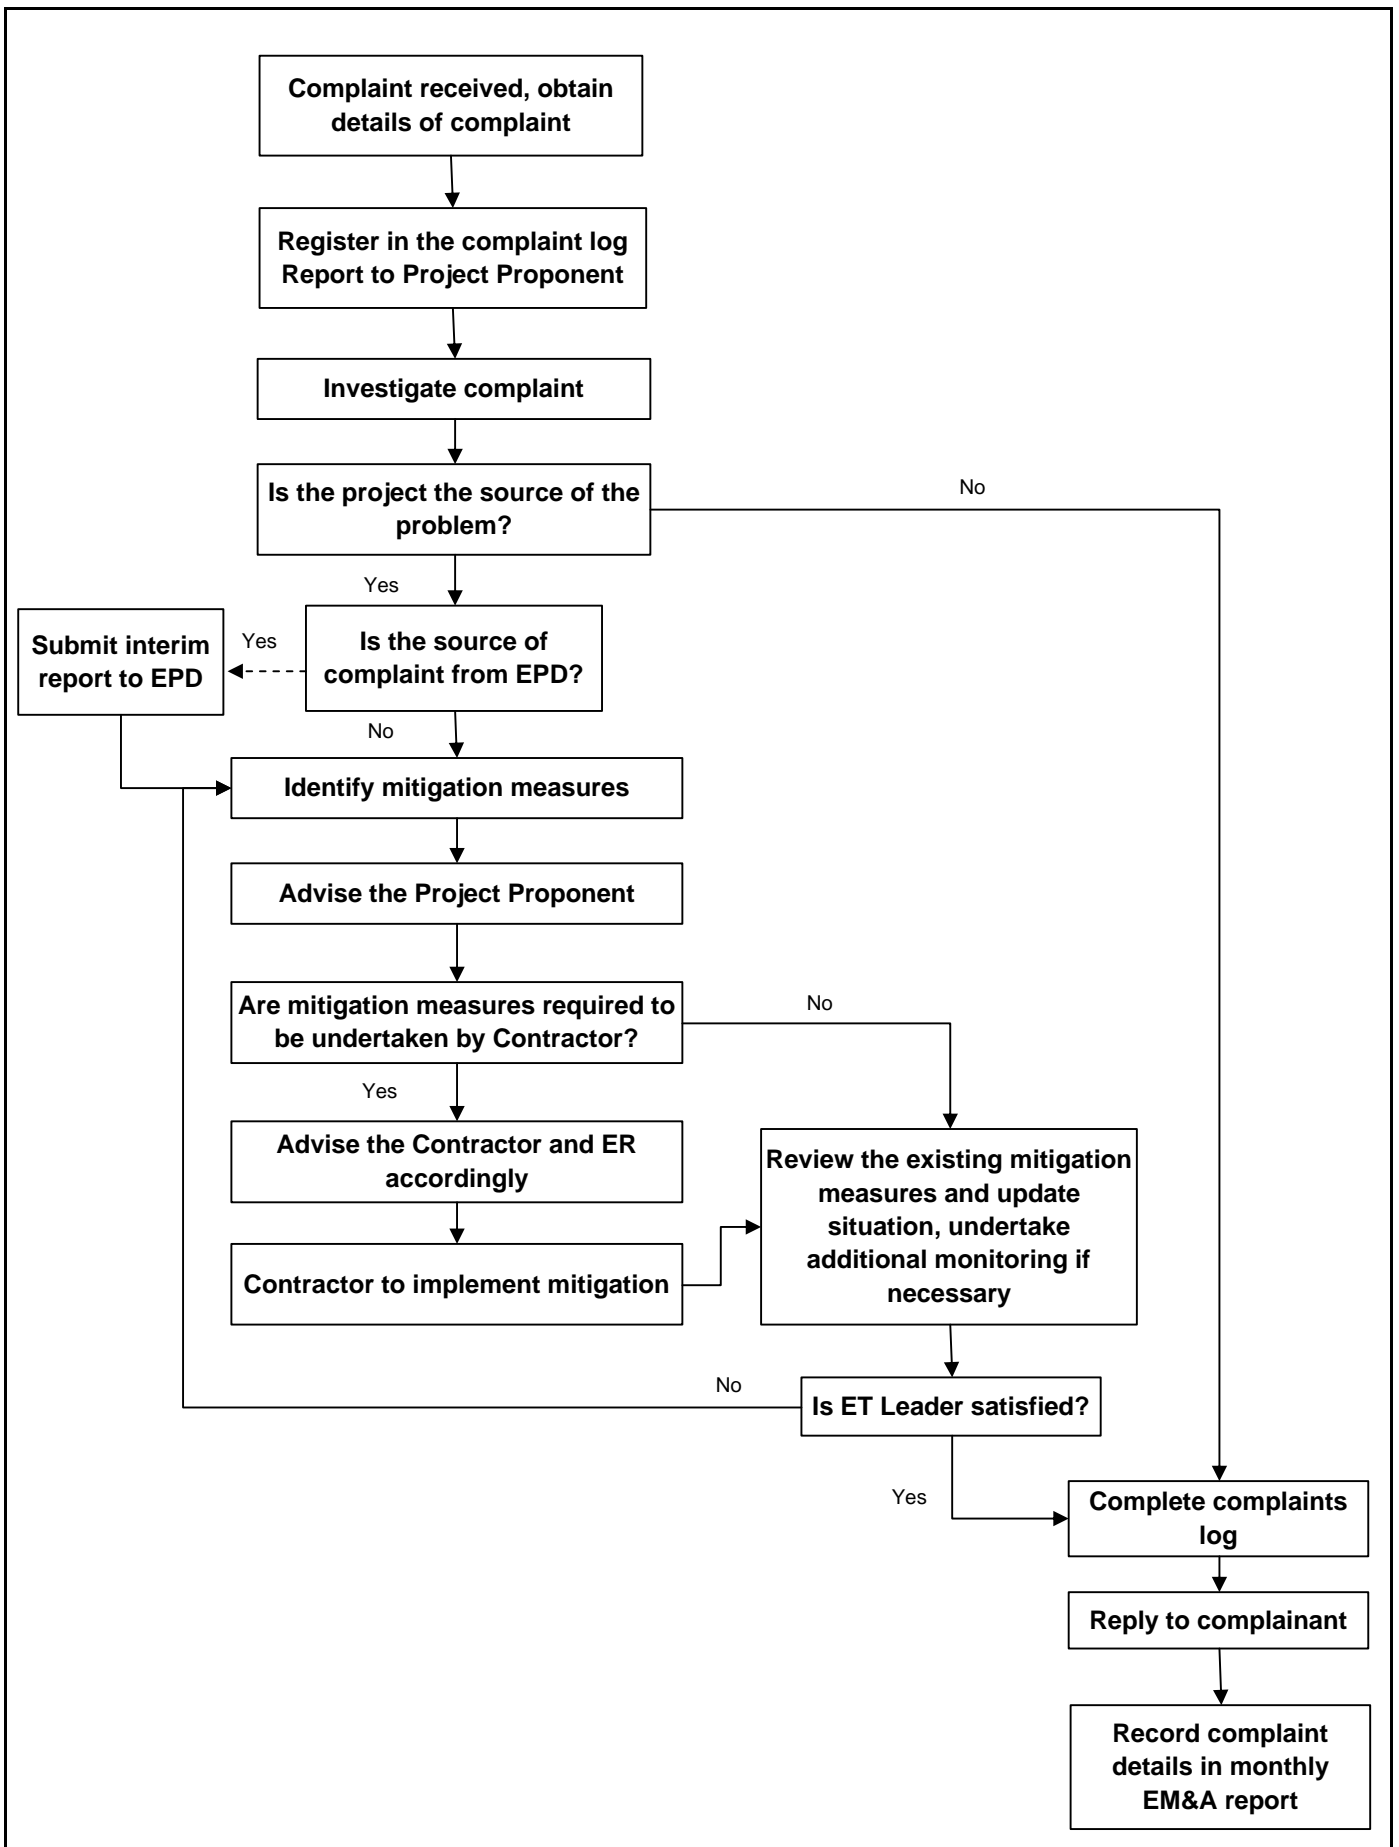 Complaint received, obtain
details of complaint
Register in the complaint log
Report to Project Proponent
Investigate complaint
Is the project the source of the
problem?
No
Yes
Submit interim
report to EPD
Yes
Is the source of
complaint from EPD?
No
Identify mitigation measures
Advise the Project Proponent
Are mitigation measures required to
be undertaken by Contractor?
No
Yes
Advise the Contractor and ER
accordingly
Contractor to implement mitigation
Review the existing mitigation
measures and update
situation, undertake
additional monitoring if
necessary
Is ET Leader satisfied?
No
Yes
Complete complaints
log
Reply to complainant
Record complaint
details in monthly
EM&A report